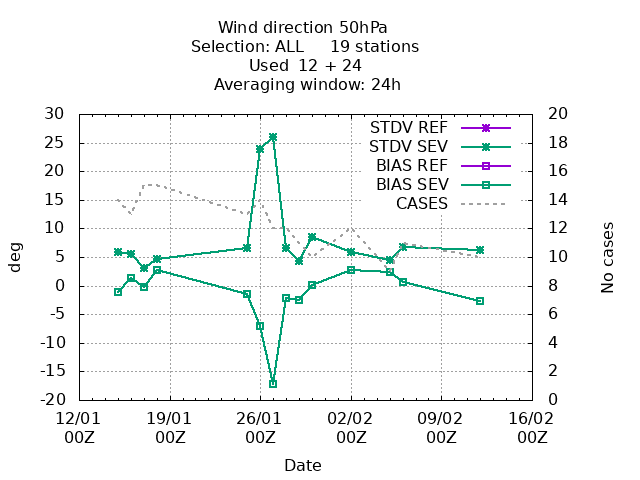 Wind direction 50hPa
Selection: ALL 19 stations
Used 12 + 24
Averaging window: 24h
30 20
STDV REF
25 18
STDV SEV
20 BIAS REF 16
BIAS SEV
15 14
CASES
10 12
5 10
deg
No cases
0 8
-5 6
-10 4
-15 2
-20 0
12/01 19/01 26/01 02/02 09/02 16/02
00Z 00Z 00Z 00Z 00Z 00Z
Date